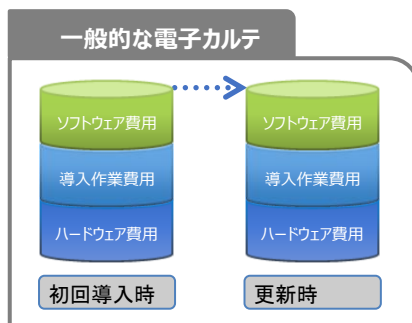 一般的な電子カルテ
ソフトウェア費用
導入作業費用
ハードウェア費用
初回導入時
ソフトウェア費用
導入作業費用
ハードウェア費用
更新時